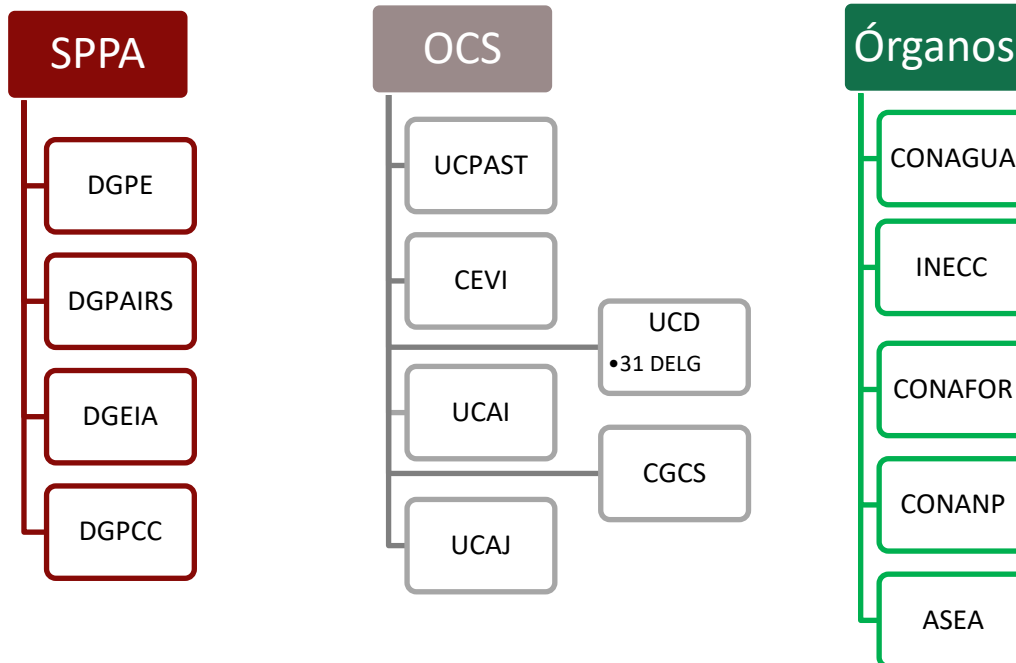 SPPA
DGPE
DGPAIRS
DGEIA
DGPCC
OCS
UCPAST
CEVI
UCD
•31 DELG
UCAI
CGCS
UCAJ
Órganos
CONAGUA
INECC
CONAFOR
CONANP
ASEA